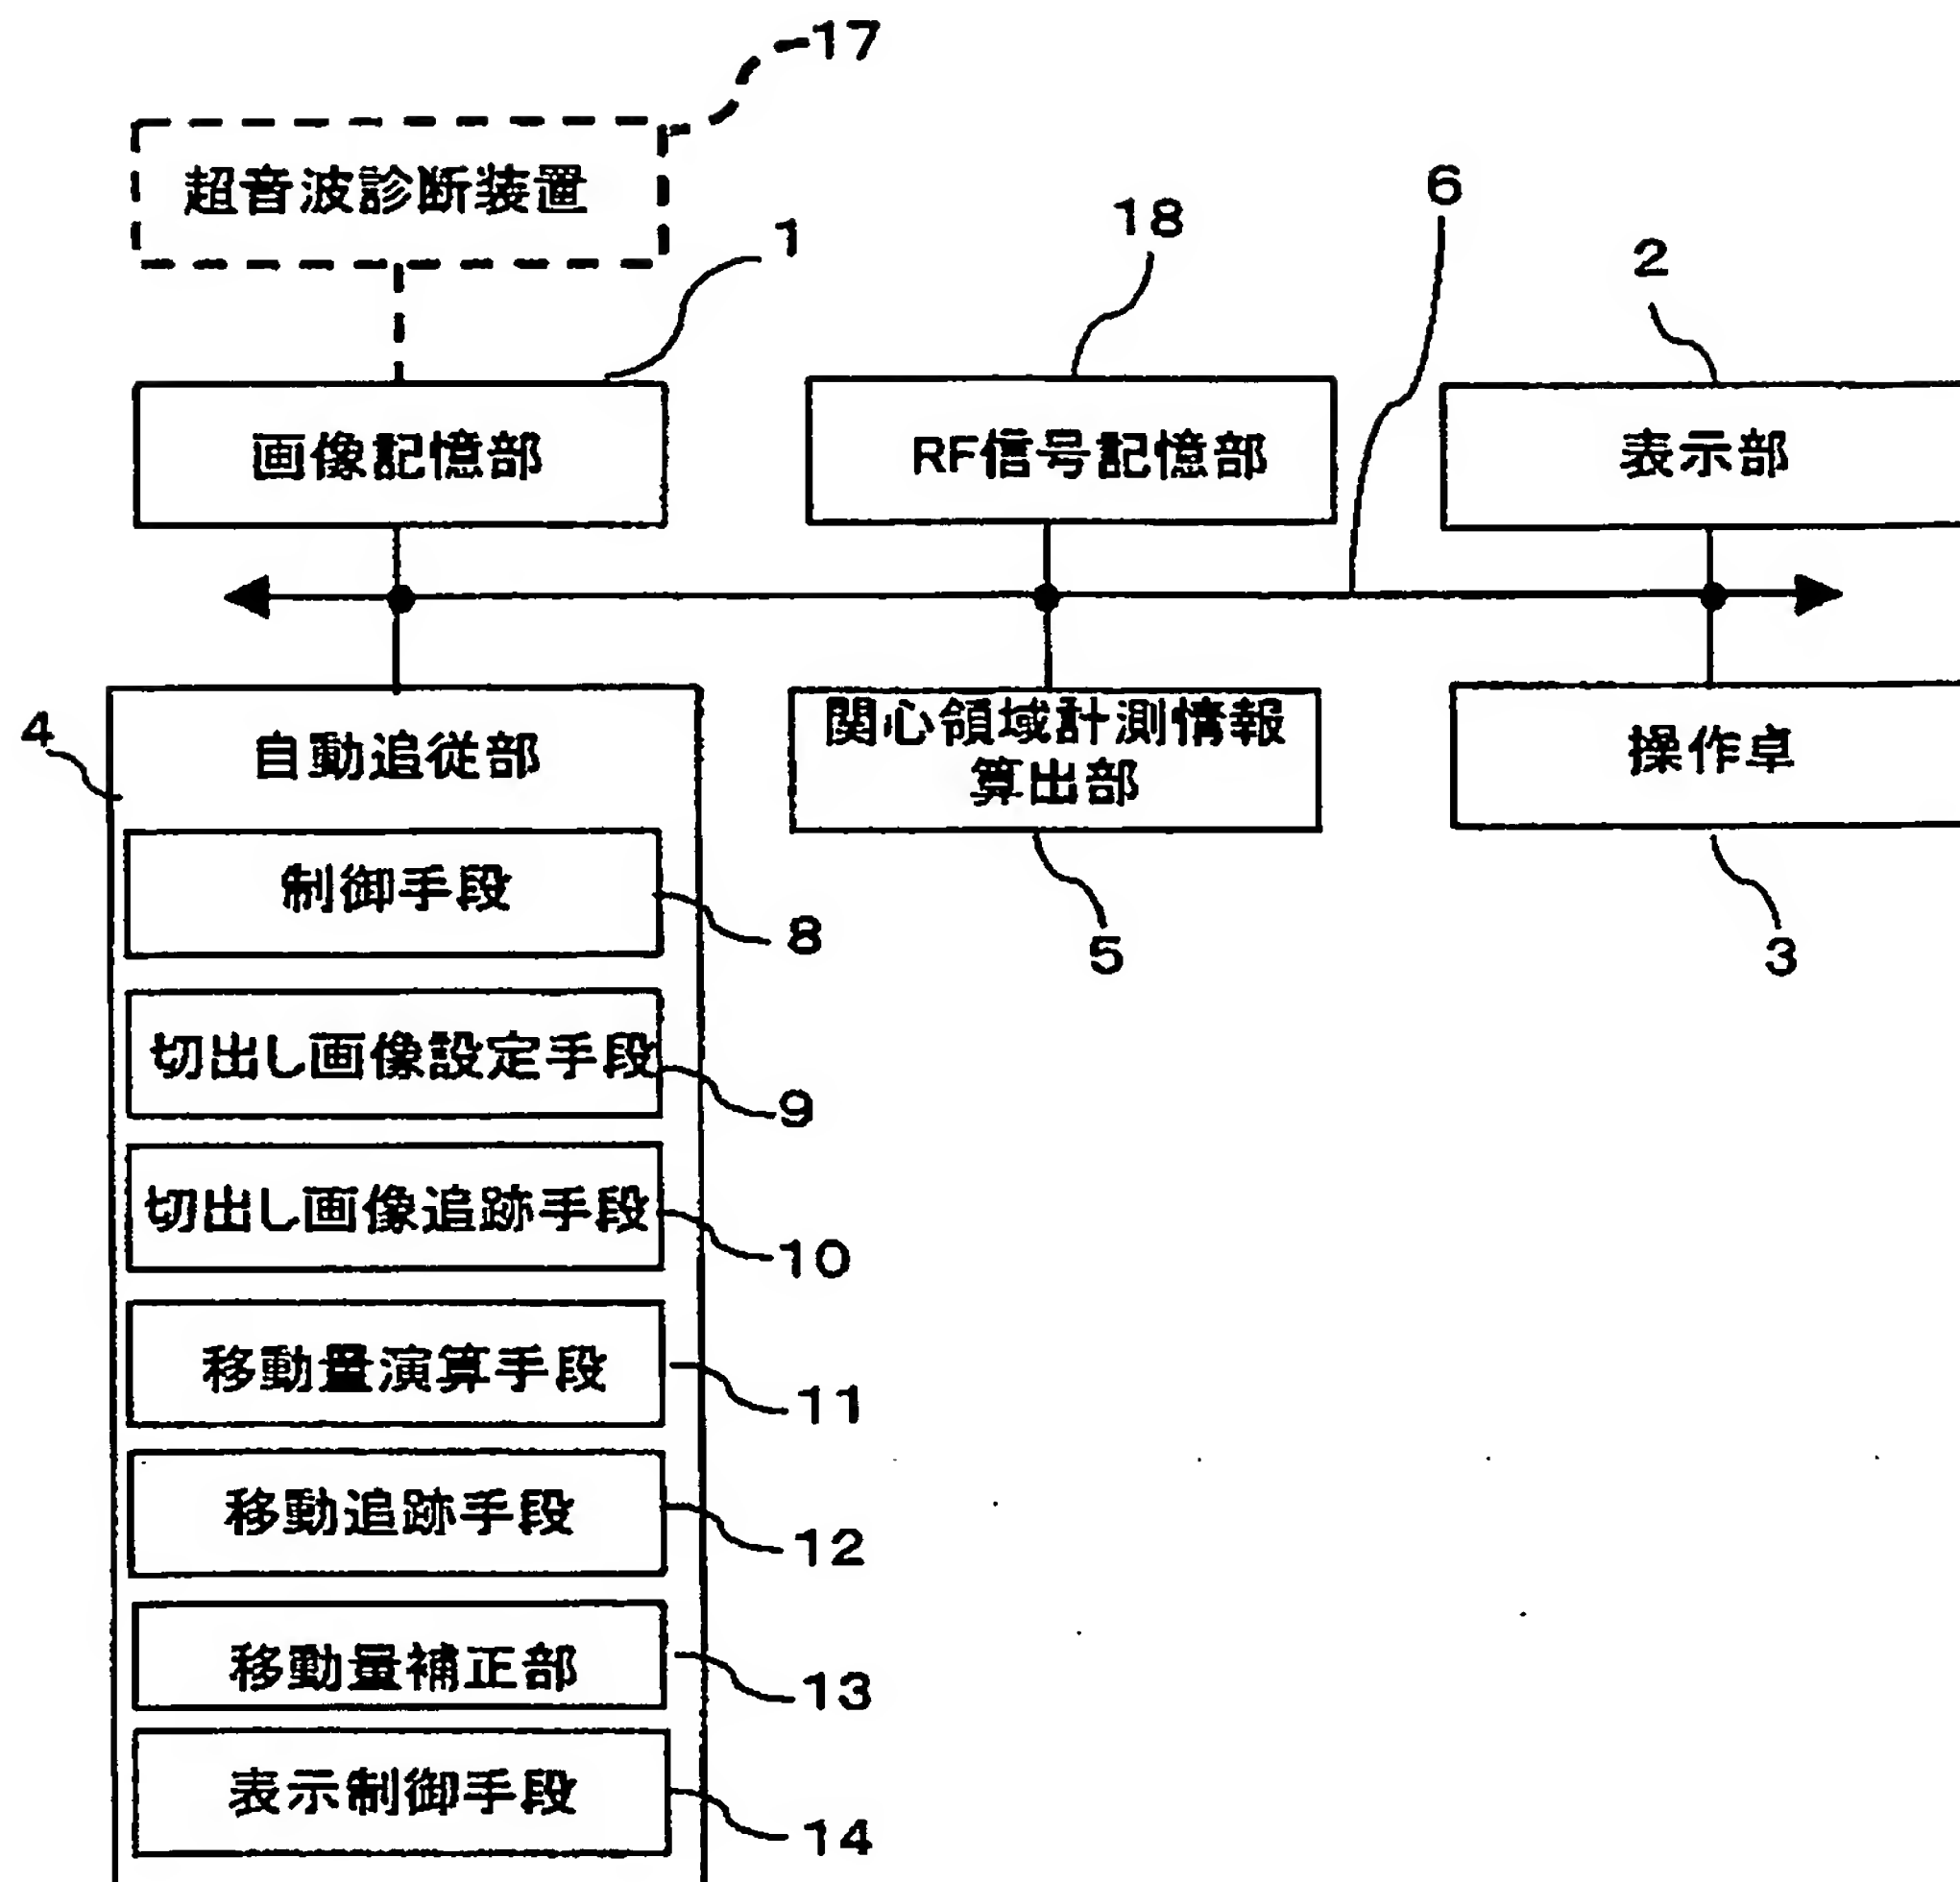 17
超音波診断装置
1
18
6
2
画像記憶部
RF信号記憶部
表示部
4
自動追従部
関心領域計測情報
算出部
操作卓
制御手段
8
5
3
切出し画像設定手段
9
切出し画像追跡手段
10
移動量演算手段
11
移動追跡手段
12
移動量補正部
13
表示制御手段
14